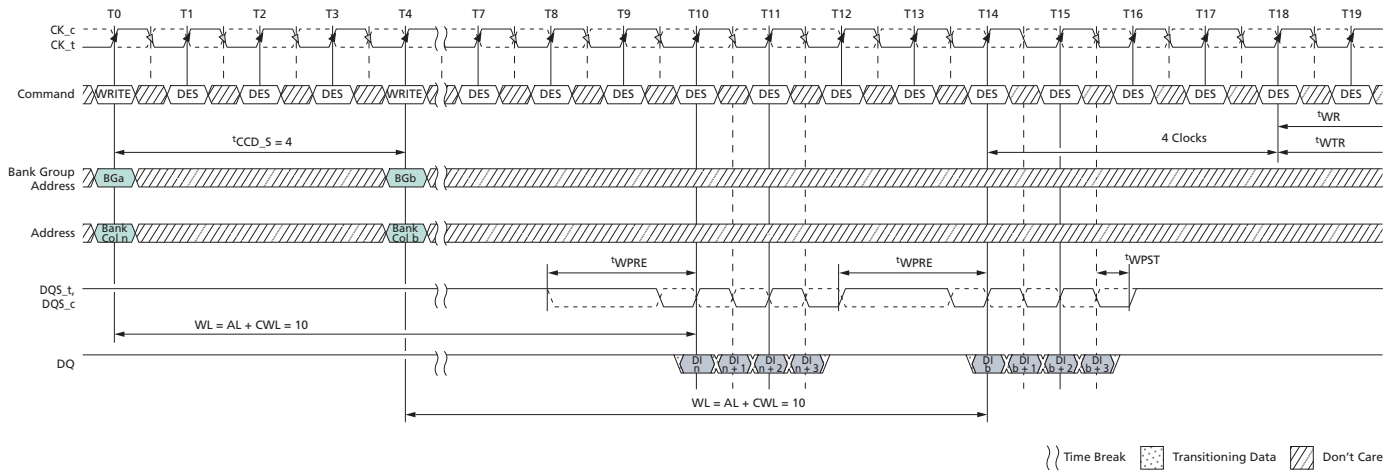 T0 T1 T2 T3 T4 T7 T8 T9 T10 T11 T12 T13 T14 T15 T16 T17 T18 T19
CK_c
CK_t
Command WRITE DES DES DES WRITE DES DES DES DES DES DES DES DES DES DES DES DES DES
tWR
tCCD_S = 4
4 Clocks
tWTR
Bank Group
Address
BGa BGb
Address
Bank
Col n
Bank
Col b
tWPRE tWPRE tWPST
DQS_t,
DQS_c
WL = AL + CWL = 10
DQ
DI
n
DI
n + 1
DI
n + 2
DI
n + 3
DI
b
DI
b + 1
DI
b + 2
DI
b + 3
WL = AL + CWL = 10
Time Break Transitioning Data Don't Care